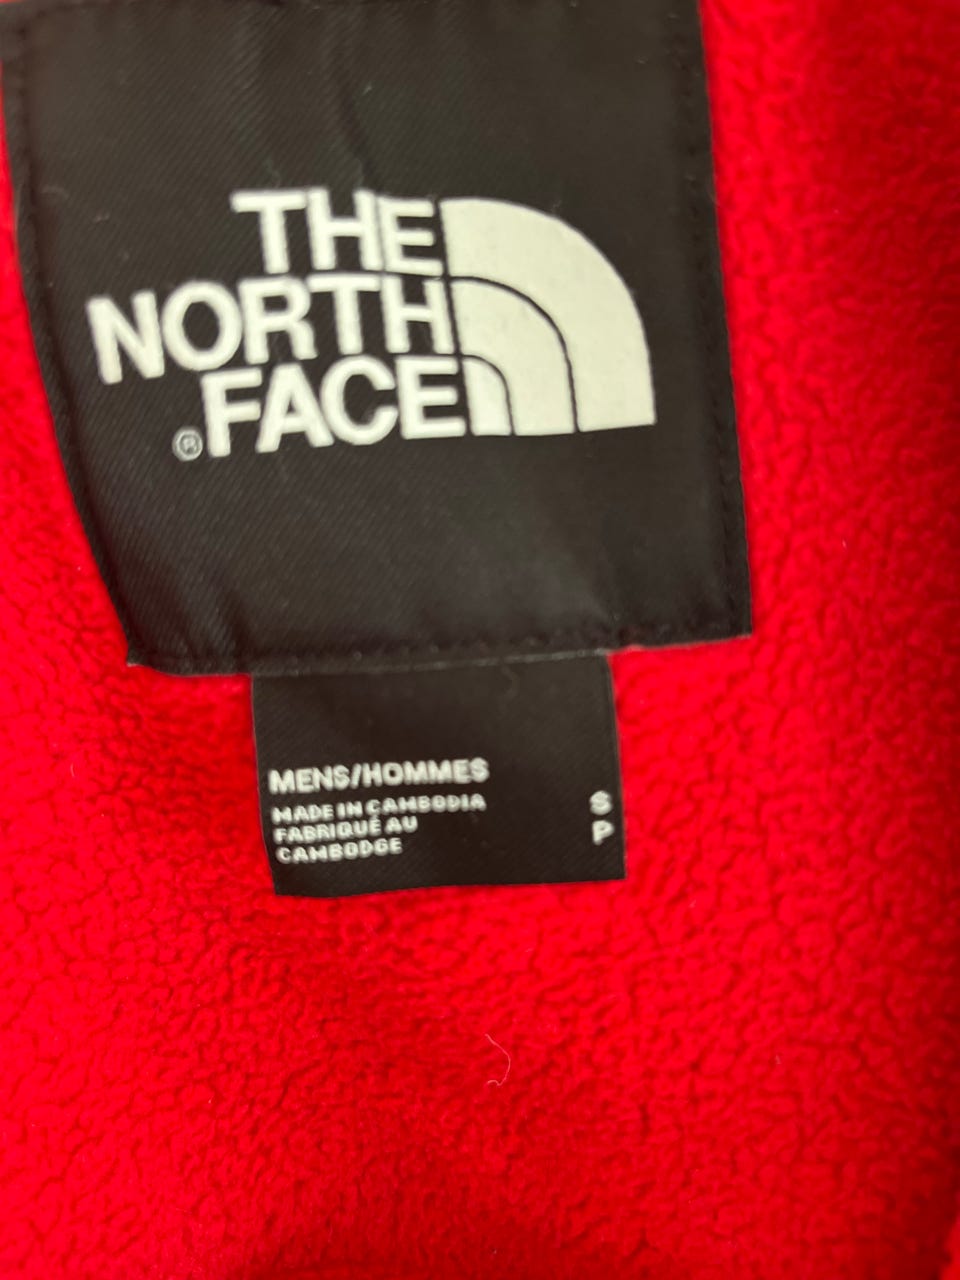 THE
NORTH
FACE
®
MENS/HOMMES
MADE IN CAMBODIA
FABRIQUÉ AU
CAMBODGE
S
P